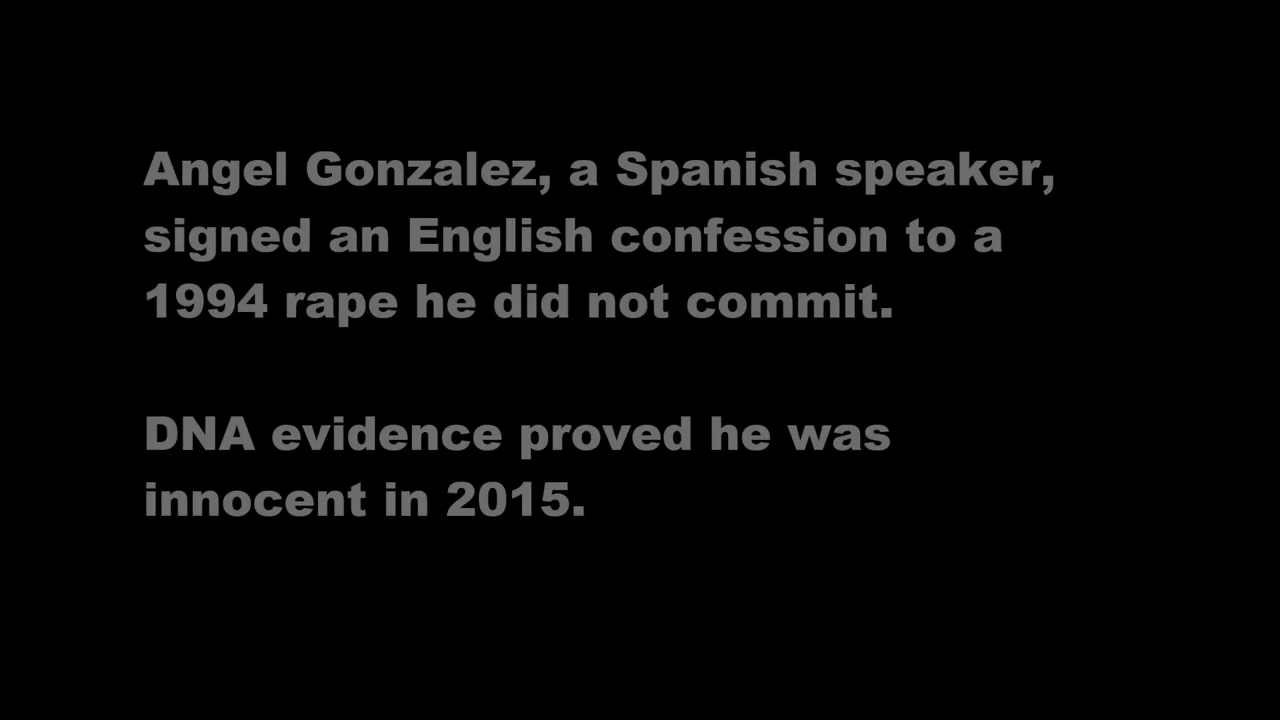 Angel Gonzalez, a Spanish speaker,
signed an English confession to a
1994 rape he did not commit.
DNA evidence proved he was
innocent in 2015.